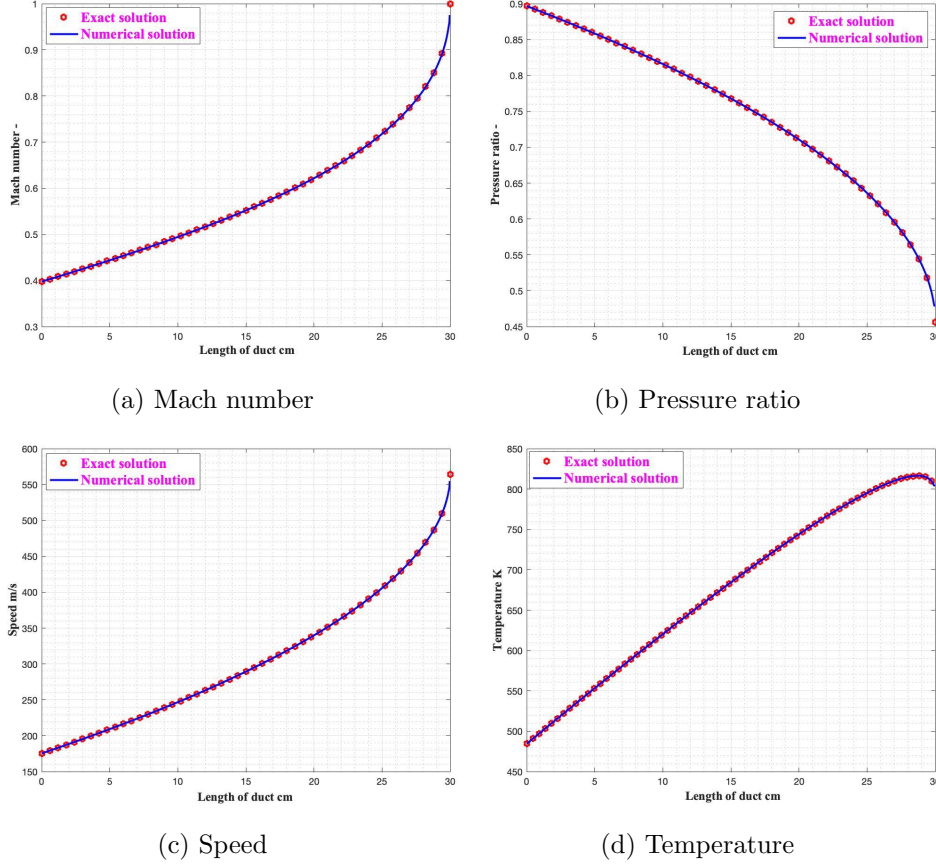 1
0.9
0.8
0.7
0.6
0.5
0.4
0.3
Mach number -
Exact solution
Numerical solution
0 5 10 15 20 25 30
Length of duct cm
(a) Mach number
0.9
0.85
0.8
0.75
0.7
0.65
0.6
0.55
0.5
0.45
Pressure ratio -
Exact solution
Numerical solution
0 5 10 15 20 25 30
Length of duct cm
(b) Pressure ratio
600
550
500
450
400
350
300
250
200
150
Speed m/s
Exact solution
Numerical solution
0 5 10 15 20 25 30
Length of duct cm
(c) Speed
850
800
750
700
650
600
550
500
450
Temperature K
Exact solution
Numerical solution
0 5 10 15 20 25 30
Length of duct cm
(d) Temperature